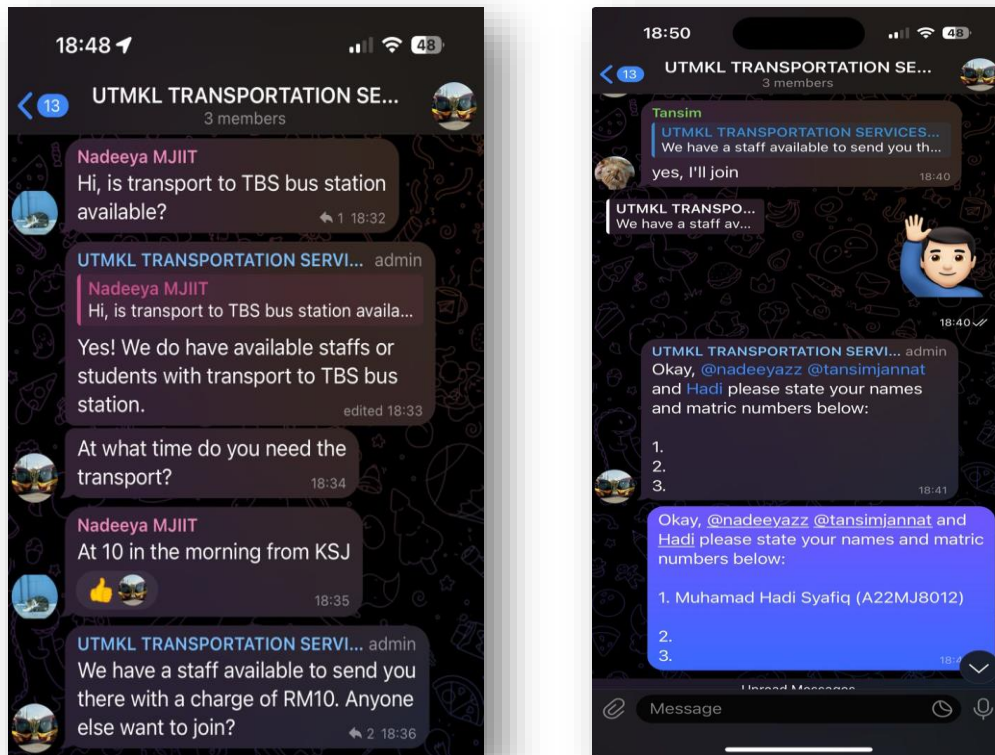 18:48
48
13
UTMKL TRANSPORTATION SE...
3 members
Nadeeya MJIIT
Hi, is transport to TBS bus station
available?
1 18:32
UTMKL TRANSPORTATION SERVI... admin
Nadeeya MJIIT
Hi, is transport to TBS bus station availa...
Yes! We do have available staffs or
students with transport to TBS bus
station.
edited 18:33
At what time do you need the
transport?
18:34
Nadeeya MJIIT
At 10 in the morning from KSJ
18:35
UTMKL TRANSPORTATION SERVI... admin
We have a staff available to send you
there with a charge of RM10. Anyone
else want to join?
2 18:36
18:50
48
13
UTMKL TRANSPORTATION SE...
3 members
Tansim
UTMKL TRANSPORTATION SERVICES...
We have a staff available to send you th...
yes, I'll join
18:40
UTMKL TRANSPO...
We have a staff av...
18:40
UTMKL TRANSPORTATION SERVI... admin
Okay, @nadeeyazz @tansimjannat
and Hadi please state your names
and matric numbers below:
1.
2.
3.
18:41
Okay, @nadeeyazz @tansimjannat and
Hadi please state your names and matric
numbers below:
1. Muhamad Hadi Syafiq (A22MJ8012)
2.
3.
Unread Messages
Message